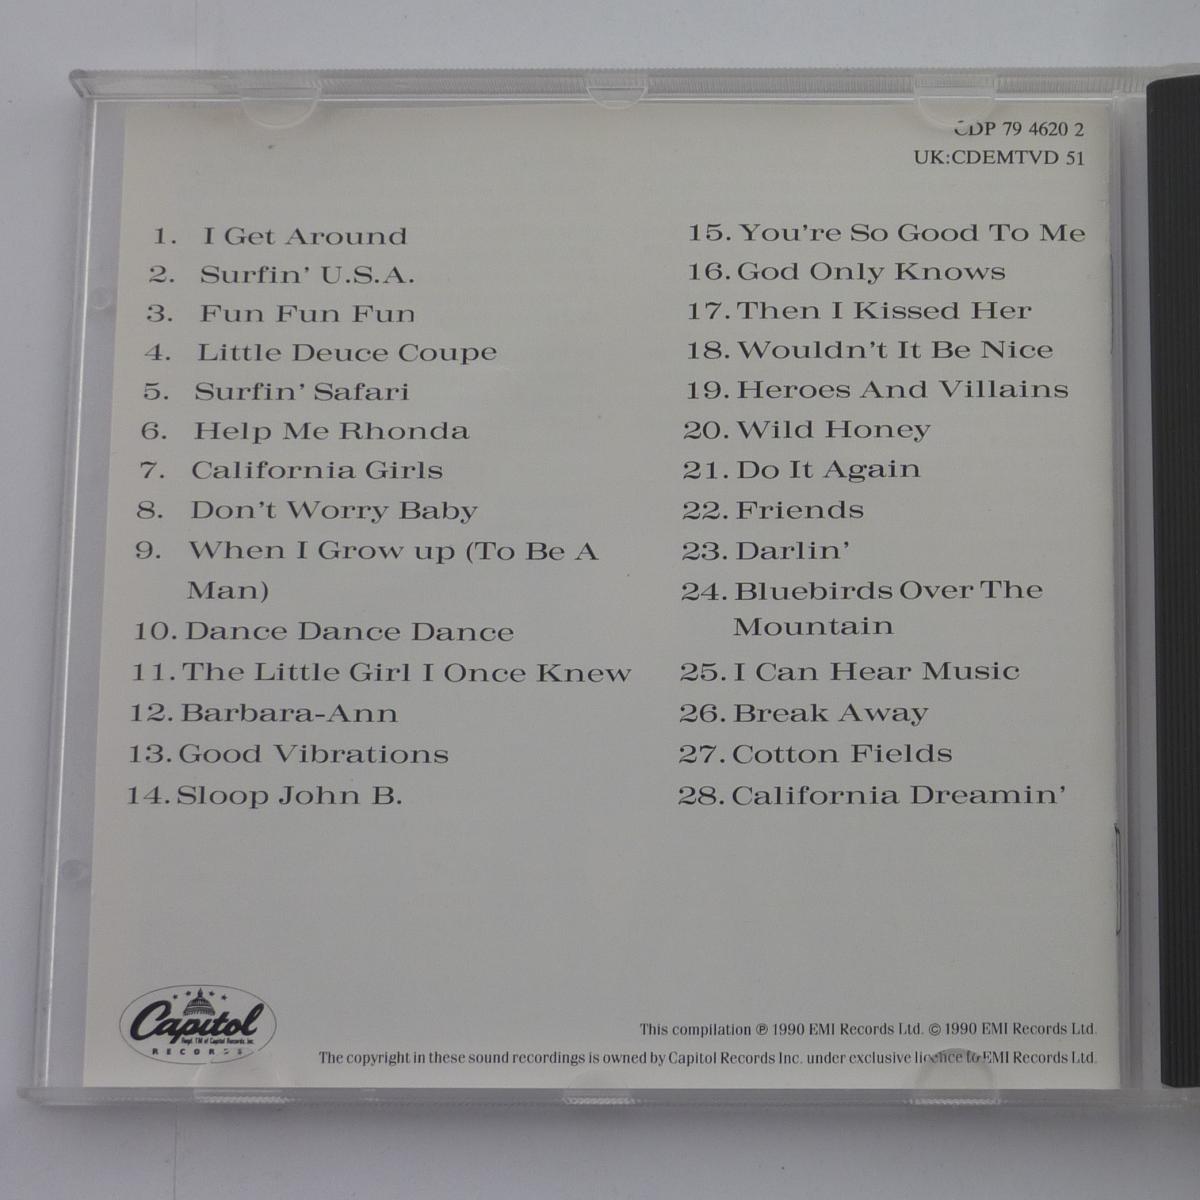 CDP 79 4620 2
UK:CDEMTVD 51
1. I Get Around
2. Surfin' U.S.A.
3. Fun Fun Fun
4. Little Deuce Coupe
5. Surfin' Safari
6. Help Me Rhonda
7. California Girls
8. Don't Worry Baby
9. When I Grow up (To Be A
Man)
10. Dance Dance Dance
11. The Little Girl I Once Knew
12. Barbara-Ann
13. Good Vibrations
14. Sloop John B.
15. You're So Good To Me
16. God Only Knows
17. Then I Kissed Her
18. Wouldn't It Be Nice
19. Heroes And Villains
20. Wild Honey
21. Do It Again
22. Friends
23. Darlin'
24. Bluebirds Over The
Mountain
25. I Can Hear Music
26. Break Away
27. Cotton Fields
28. California Dreamin'
Capitol
Regd. TM of Capitol Records, Inc.
RECORDS
This compilation ℗ 1990 EMI Records Ltd. © 1990 EMI Records Ltd.
The copyright in these sound recordings is owned by Capitol Records Inc. under exclusive licence to EMI Records Ltd.